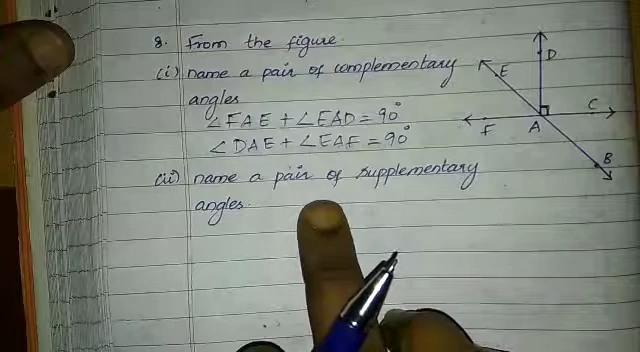 8. From the figure.
(i) name a pair of complementary
angles
∠FAE + ∠EAD = 90°
∠DAE + ∠EAF = 90°
(ii) name a pair of supplementary
angles.
D
E
C
F
A
B